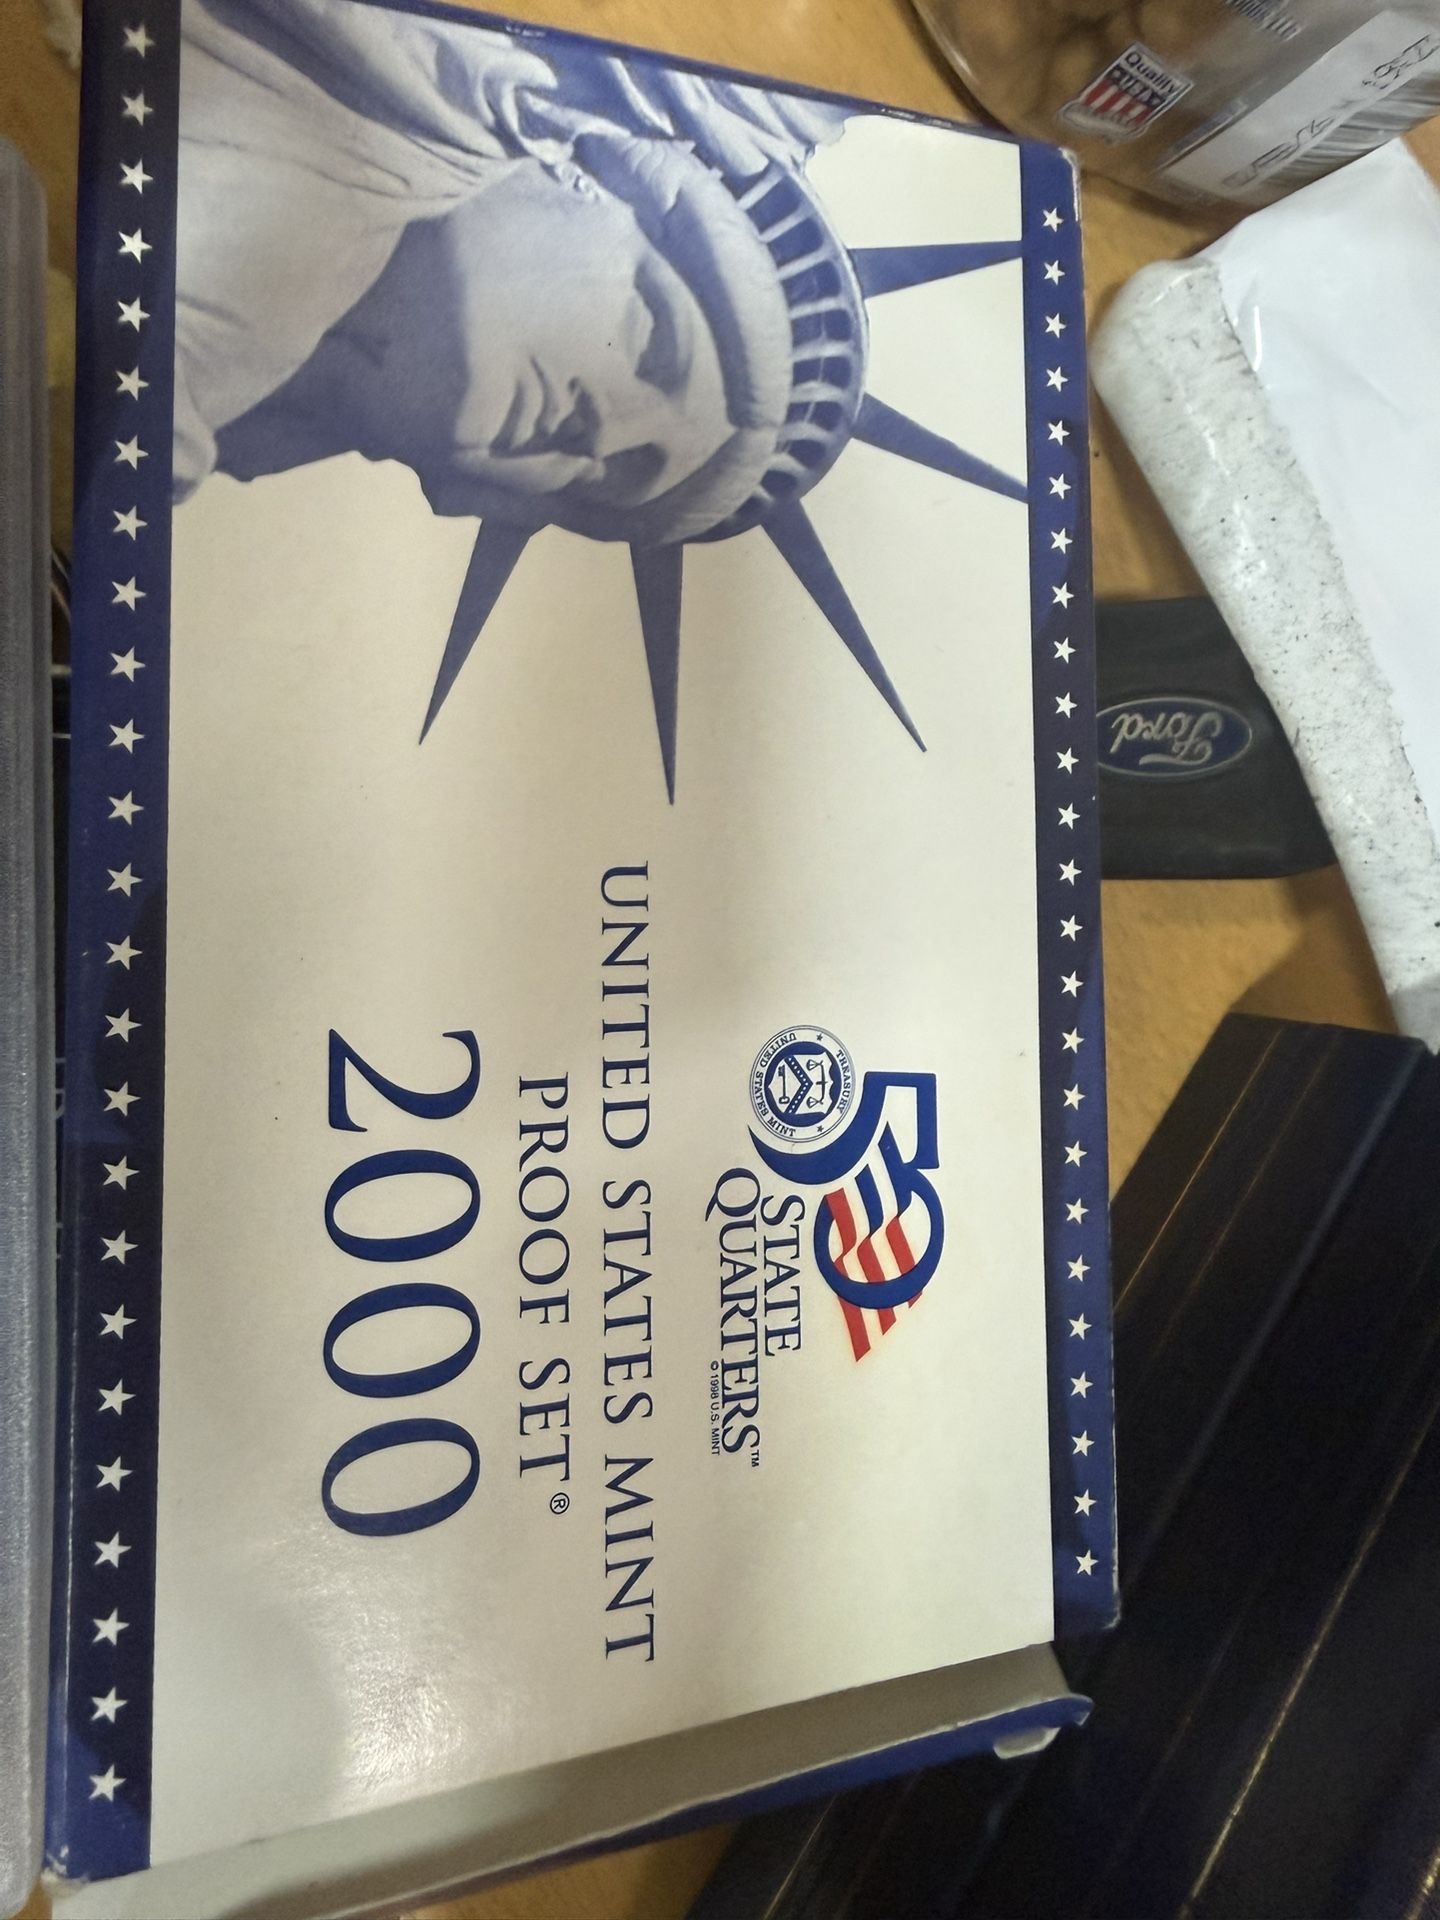 50
STATE
QUARTERS™
©1998 U.S. MINT
TREASURY
UNITED STATES MINT
UNITED STATES MINT
PROOF SET®
2000
Ford
Quality